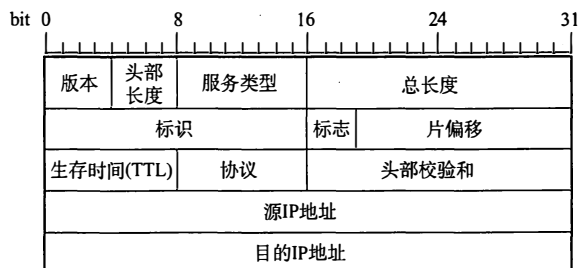 bit 0 8 16 24 31
版本 头部长度 服务类型 总长度
标识 标志 片偏移
生存时间(TTL) 协议 头部校验和
源IP地址
目的IP地址